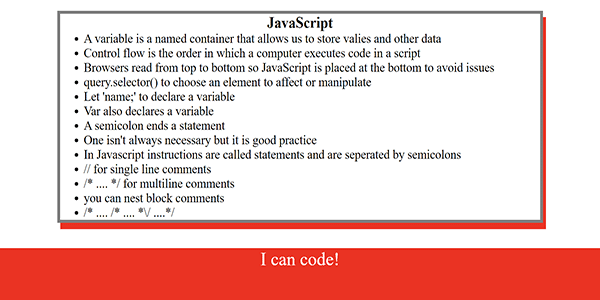 JavaScript
• A variable is a named container that allows us to store valies and other data
• Control flow is the order in which a computer executes code in a script
• Browsers read from top to bottom so JavaScript is placed at the bottom to avoid issues
• query.selector() to choose an element to affect or manipulate
• Let 'name;' to declare a variable
• Var also declares a variable
• A semicolon ends a statement
• One isn't always necessary but it is good practice
• In Javascript instructions are called statements and are seperated by semicolons
• // for single line comments
• /* .... */ for multiline comments
• you can nest block comments
• /* .... /* .... *\/ ....*/
I can code!